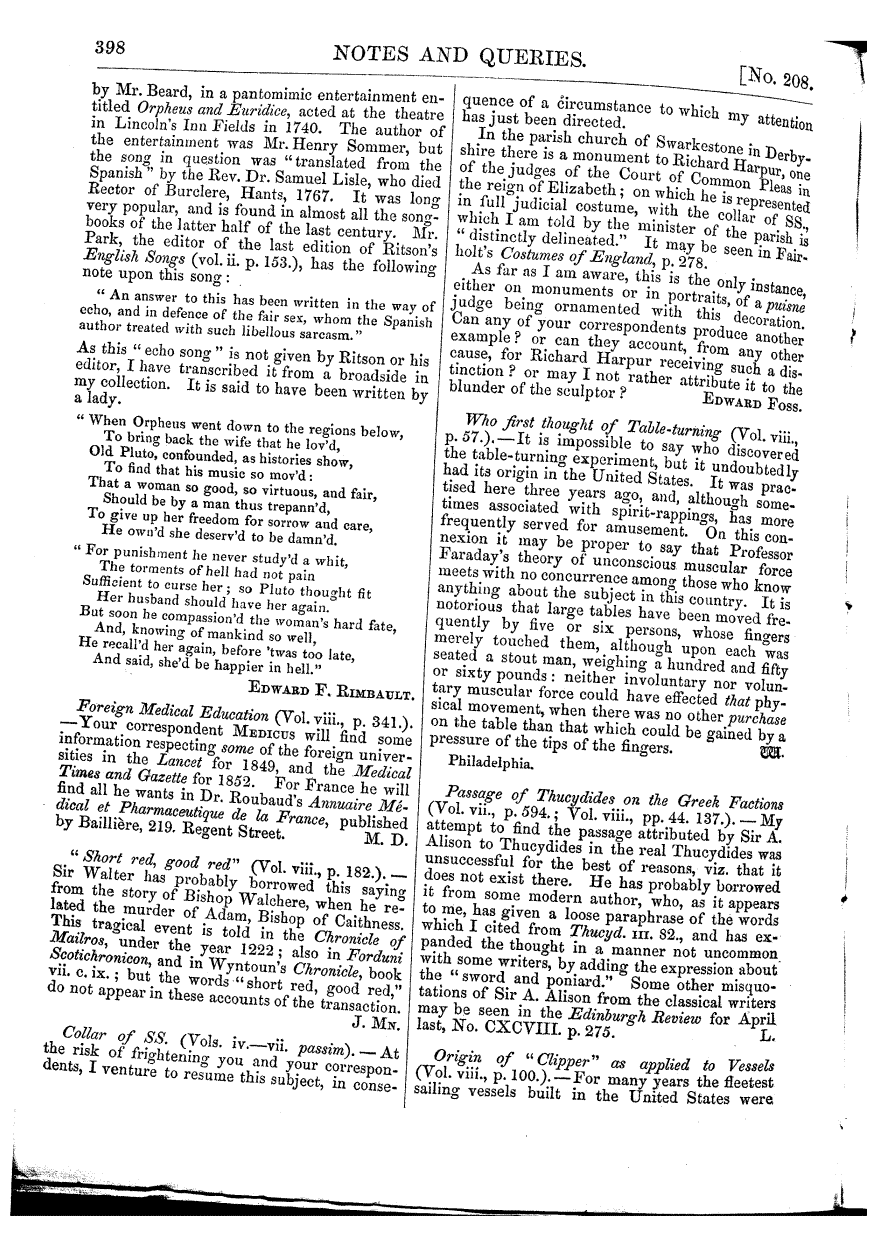 398
NOTES AND QUERIES.
[No. 208.
by Mr. Beard, in a pantomimic entertainment en-
titled Orpheus and Euridice, acted at the theatre
in Lincoln's Inn Fields in 1740. The author of
the entertainment was Mr. Henry Sommer, but
the song in question was "translated from the
Spanish" by the Rev. Dr. Samuel Lisle, who died
Rector of Burclere, Hants, 1767. It was long
very popular, and is found in almost all the song-
books of the latter half of the last century. Mr.
Park, the editor of the last edition of Ritson's
English Songs (vol. ii. p. 153.), has the following
note upon this song:
"An answer to this has been written in the way of
echo, and in defence of the fair sex, whom the Spanish
author treated with such libellous sarcasm."
As this "echo song" is not given by Ritson or his
editor, I have transcribed it from a broadside in
my collection. It is said to have been written by
a lady.
"When Orpheus went down to the regions below,
To bring back the wife that he lov'd,
Old Pluto, confounded, as histories show,
To find that his music so mov'd:
That a woman so good, so virtuous, and fair,
Should be by a man thus trepann'd,
To give up her freedom for sorrow and care,
He own'd she deserv'd to be damn'd.
"For punishment he never study'd a whit,
The torments of hell had not pain
Sufficient to curse her; so Pluto thought fit
Her husband should have her again.
But soon he compassion'd the woman's hard fate,
And, knowing of mankind so well,
He recall'd her again, before 'twas too late,
And said, she'd be happier in hell."
EDWARD F. RIMBAULT.
Foreign Medical Education (Vol. viii., p. 341.).
—Your correspondent MEDICUS will find some
information respecting some of the foreign univer-
sities in the Lancet for 1849, and the Medical
Times and Gazette for 1852. For France he will
find all he wants in Dr. Roubaud's Annuaire Mé-
dical et Pharmaceutique de la France, published
by Baillière, 219. Regent Street. M. D.
"Short red, good red" (Vol. viii., p. 182.).—
Sir Walter has probably borrowed this saying
from the story of Bishop Walchere, when he re-
lated the murder of Adam, Bishop of Caithness.
This tragical event is told in the Chronicle of
Mailros, under the year 1222; also in Forduni
Scotichronicon, and in Wyntoun's Chronicle, book
vii. c. ix.; but the words "short red, good red,"
do not appear in these accounts of the transaction.
J. MN.
Collar of SS. (Vols. iv.—vii. passim).—At
the risk of frightening you and your correspon-
dents, I venture to resume this subject, in conse-
quence of a circumstance to which my attention
has just been directed.
In the parish church of Swarkestone in Derby-
shire there is a monument to Richard Harpur, one
of the judges of the Court of Common Pleas in
the reign of Elizabeth; on which he is represented
in full judicial costume, with the collar of SS.,
which I am told by the minister of the parish is
"distinctly delineated." It may be seen in Fair-
holt's Costumes of England, p. 278.
As far as I am aware, this is the only instance,
either on monuments or in portraits, of a puisne
judge being ornamented with this decoration.
Can any of your correspondents produce another
example? or can they account, from any other
cause, for Richard Harpur receiving such a dis-
tinction? or may I not rather attribute it to the
blunder of the sculptor? EDWARD FOSS.
Who first thought of Table-turning (Vol. viii.,
p. 57.).—It is impossible to say who discovered
the table-turning experiment, but it undoubtedly
had its origin in the United States. It was prac-
tised here three years ago, and, although some-
times associated with spirit-rappings, has more
frequently served for amusement. On this con-
nexion it may be proper to say that Professor
Faraday's theory of unconscious muscular force
meets with no concurrence among those who know
anything about the subject in this country. It is
notorious that large tables have been moved fre-
quently by five or six persons, whose fingers
merely touched them, although upon each was
seated a stout man, weighing a hundred and fifty
or sixty pounds: neither involuntary nor volun-
tary muscular force could have effected that phy-
sical movement, when there was no other purchase
on the table than that which could be gained by a
pressure of the tips of the fingers.
Philadelphia.
Passage of Thucydides on the Greek Factions
(Vol. vii., p. 594.; Vol. viii., pp. 44. 137.).—My
attempt to find the passage attributed by Sir A.
Alison to Thucydides in the real Thucydides was
unsuccessful for the best of reasons, viz. that it
does not exist there. He has probably borrowed
it from some modern author, who, as it appears
to me, has given a loose paraphrase of the words
which I cited from Thucyd. III. 82., and has ex-
panded the thought in a manner not uncommon
with some writers, by adding the expression about
the "sword and poniard." Some other misquo-
tations of Sir A. Alison from the classical writers
may be seen in the Edinburgh Review for April
last, No. CXCVIII. p. 275. L.
Origin of "Clipper" as applied to Vessels
(Vol. viii., p. 100.).—For many years the fleetest
sailing vessels built in the United States were